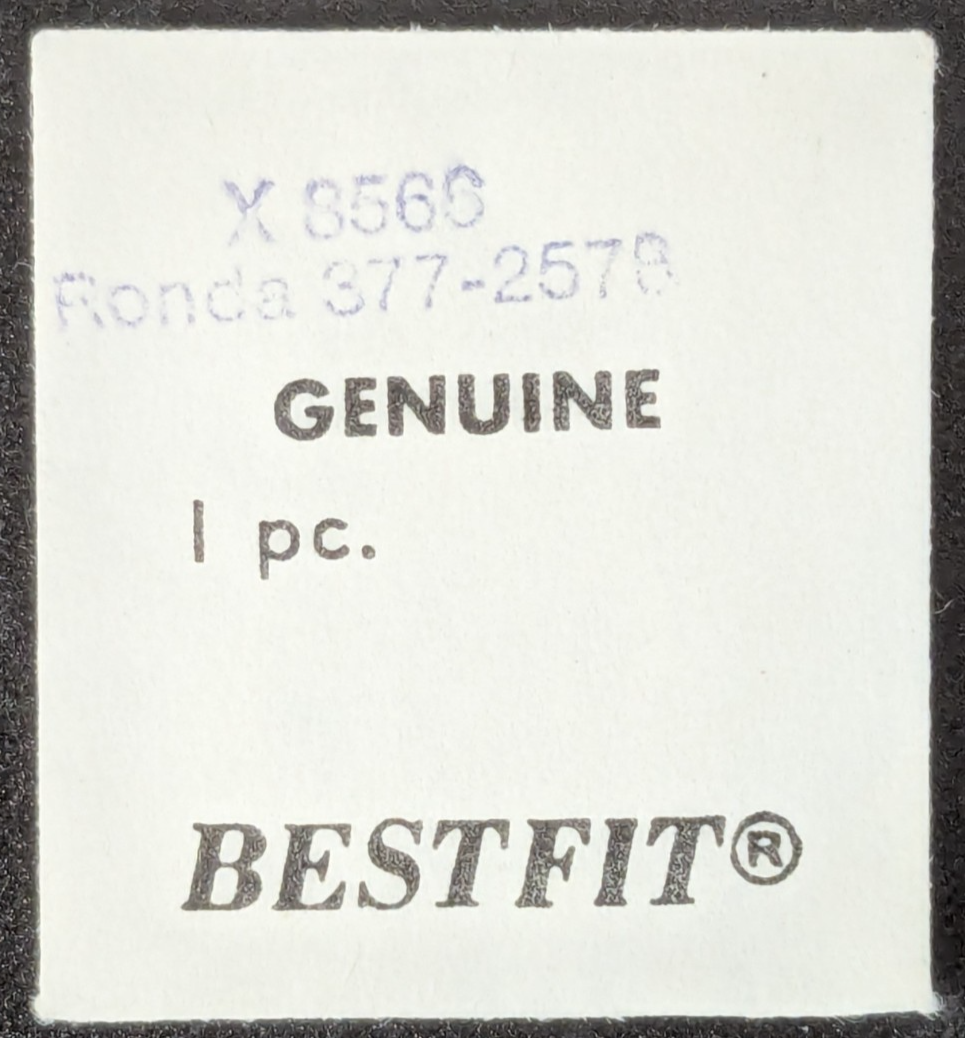 X 8566
Ronda 377-2578
GENUINE
1 pc.
BESTFIT®